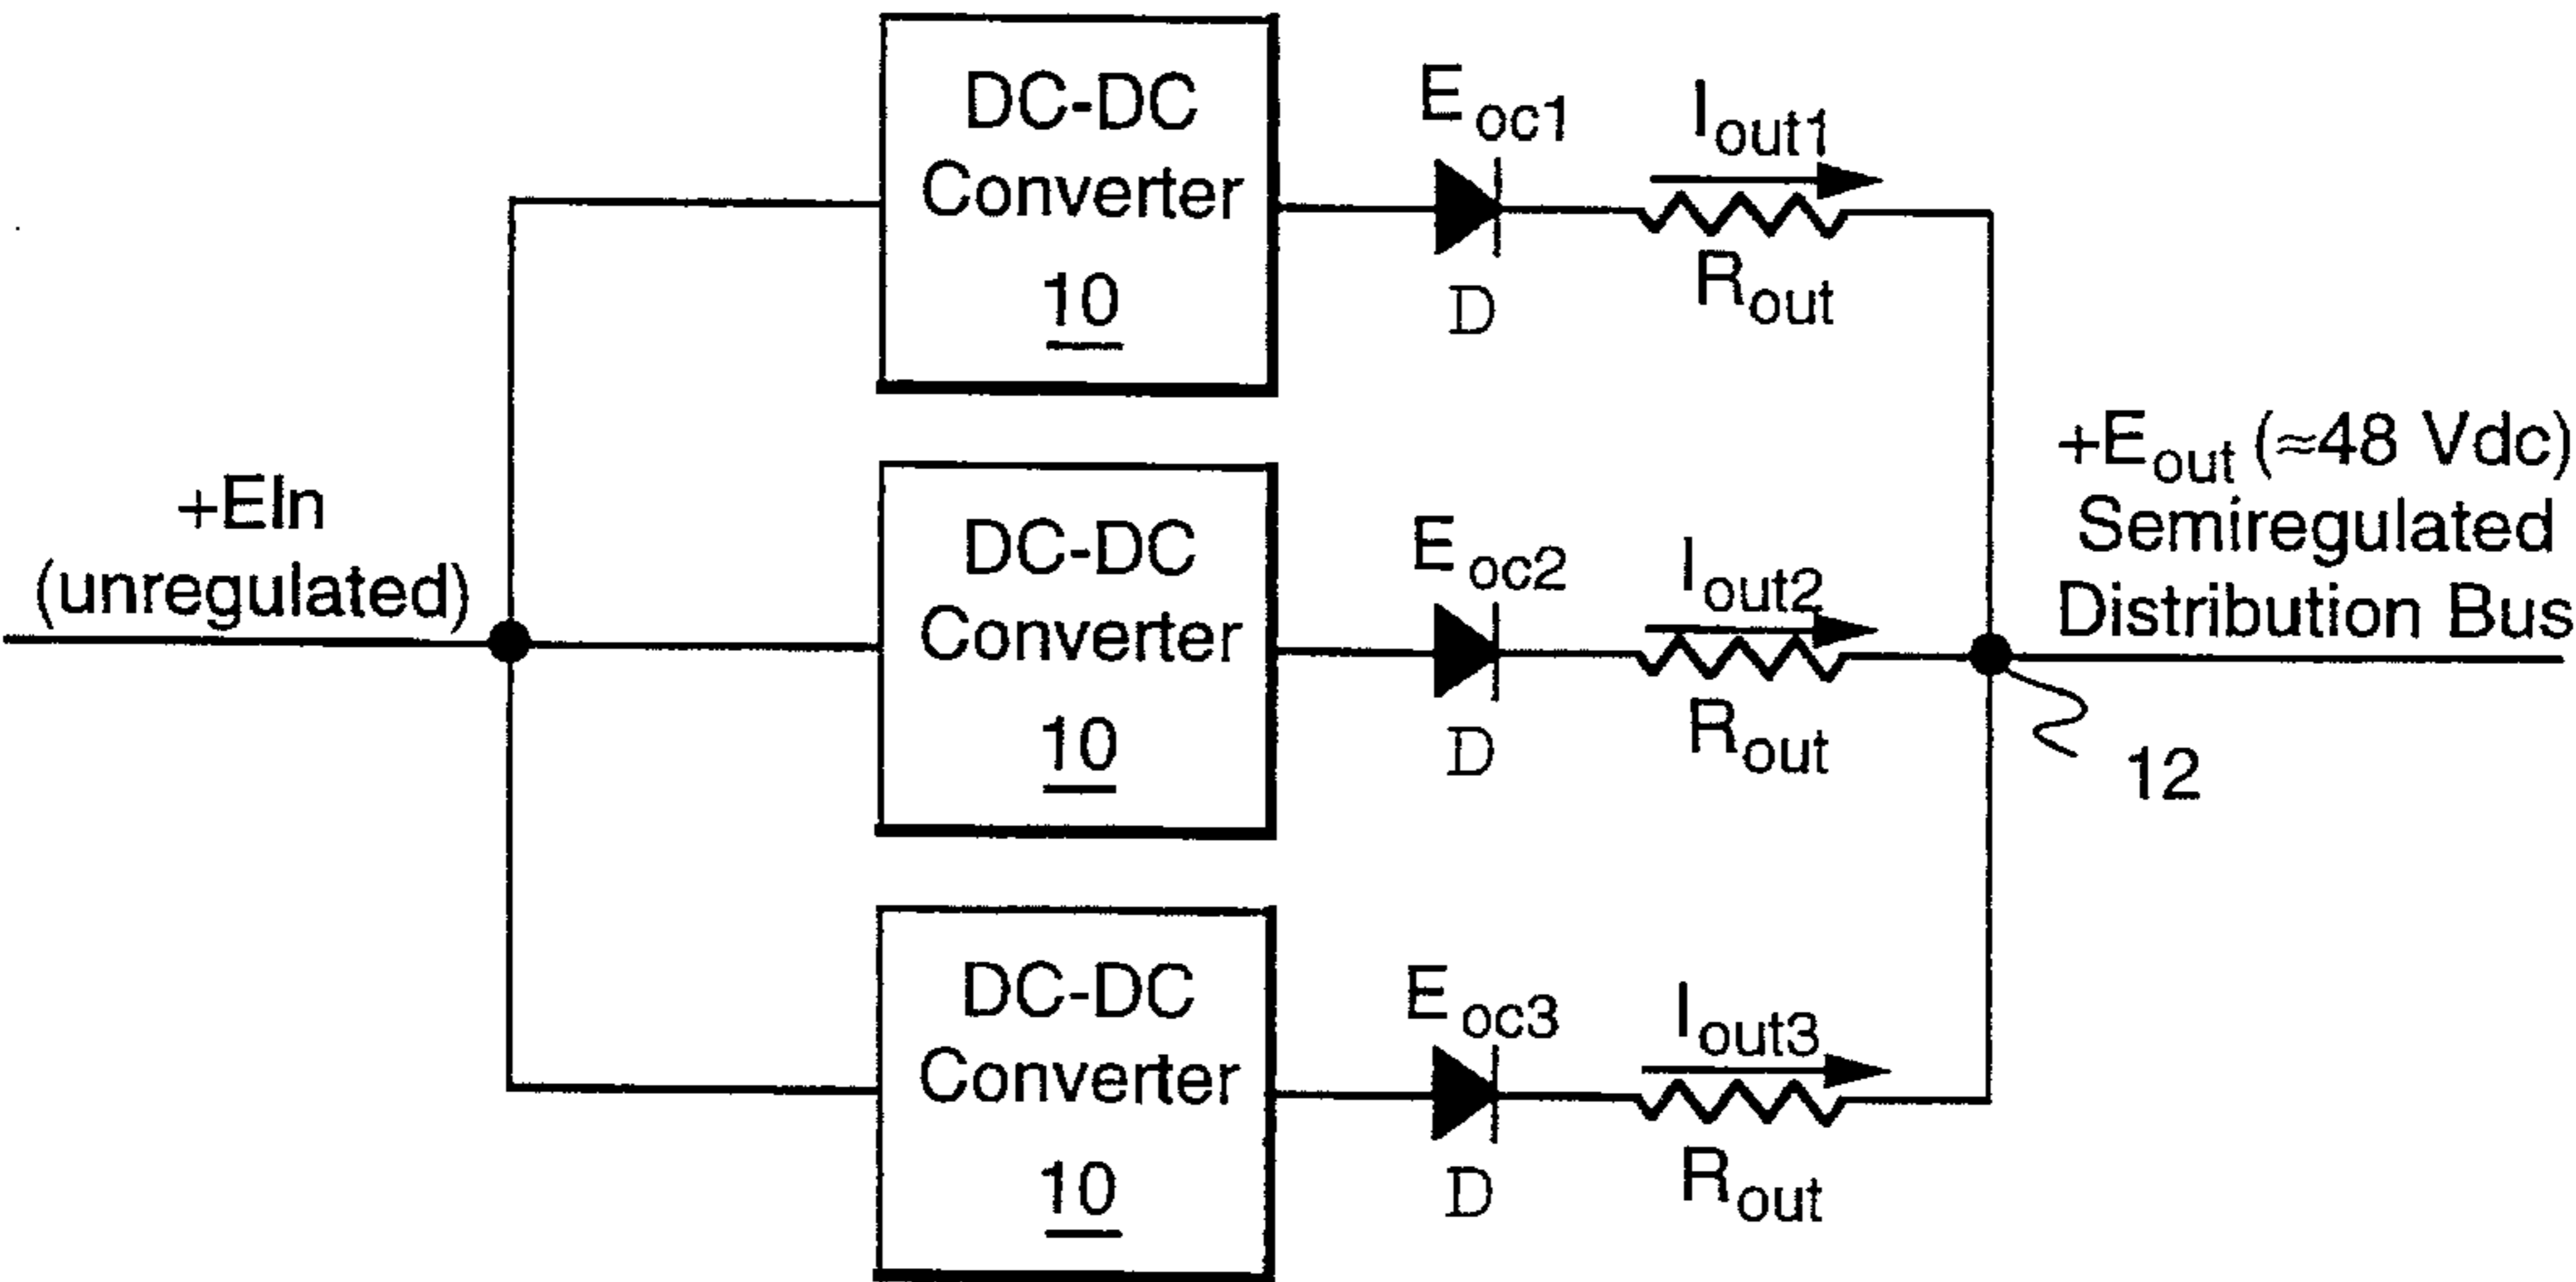 DC-DC
Converter
10
E oc1
D
I out1
R out
+EIn
(unregulated)
DC-DC
Converter
10
E oc2
D
I out2
R out
+E out (≈48 Vdc)
Semiregulated
Distribution Bus
12
DC-DC
Converter
10
E oc3
D
I out3
R out